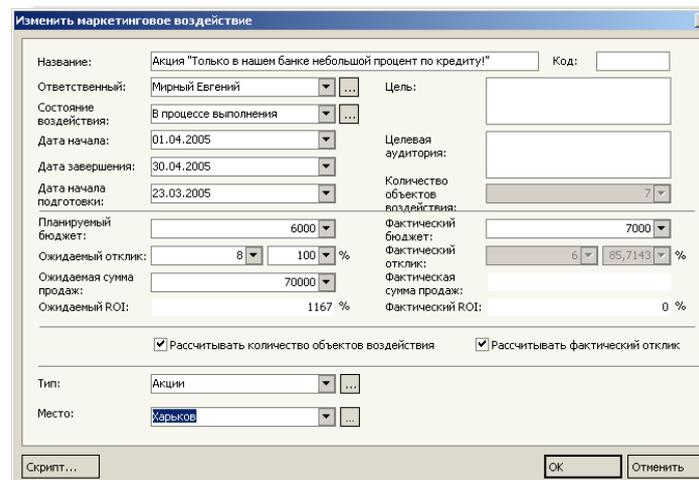 Изменить маркетинговое воздействие
Название: Акция "Только в нашем банке небольшой процент по кредиту!" Код:
Ответственный: Мирный Евгений ... Цель:
Состояние
воздействия: В процессе выполнения ...
Дата начала: 01.04.2005 Целевая
аудитория:
Дата завершения: 30.04.2005
Дата начала
подготовки: 23.03.2005 Количество
объектов
воздействия: 7
Планируемый
бюджет: 6000 Фактический
бюджет: 7000
Ожидаемый отклик: 8 100 % Фактический
отклик: 6 85,7143 %
Ожидаемая сумма
продаж: 70000 Фактическая
сумма продаж:
Ожидаемый ROI: 1167 % Фактический ROI: 0 %
Рассчитывать количество объектов воздействия Рассчитывать фактический отклик
Тип: Акции ...
Место: Харьков ...
Скрипт... OK Отменить